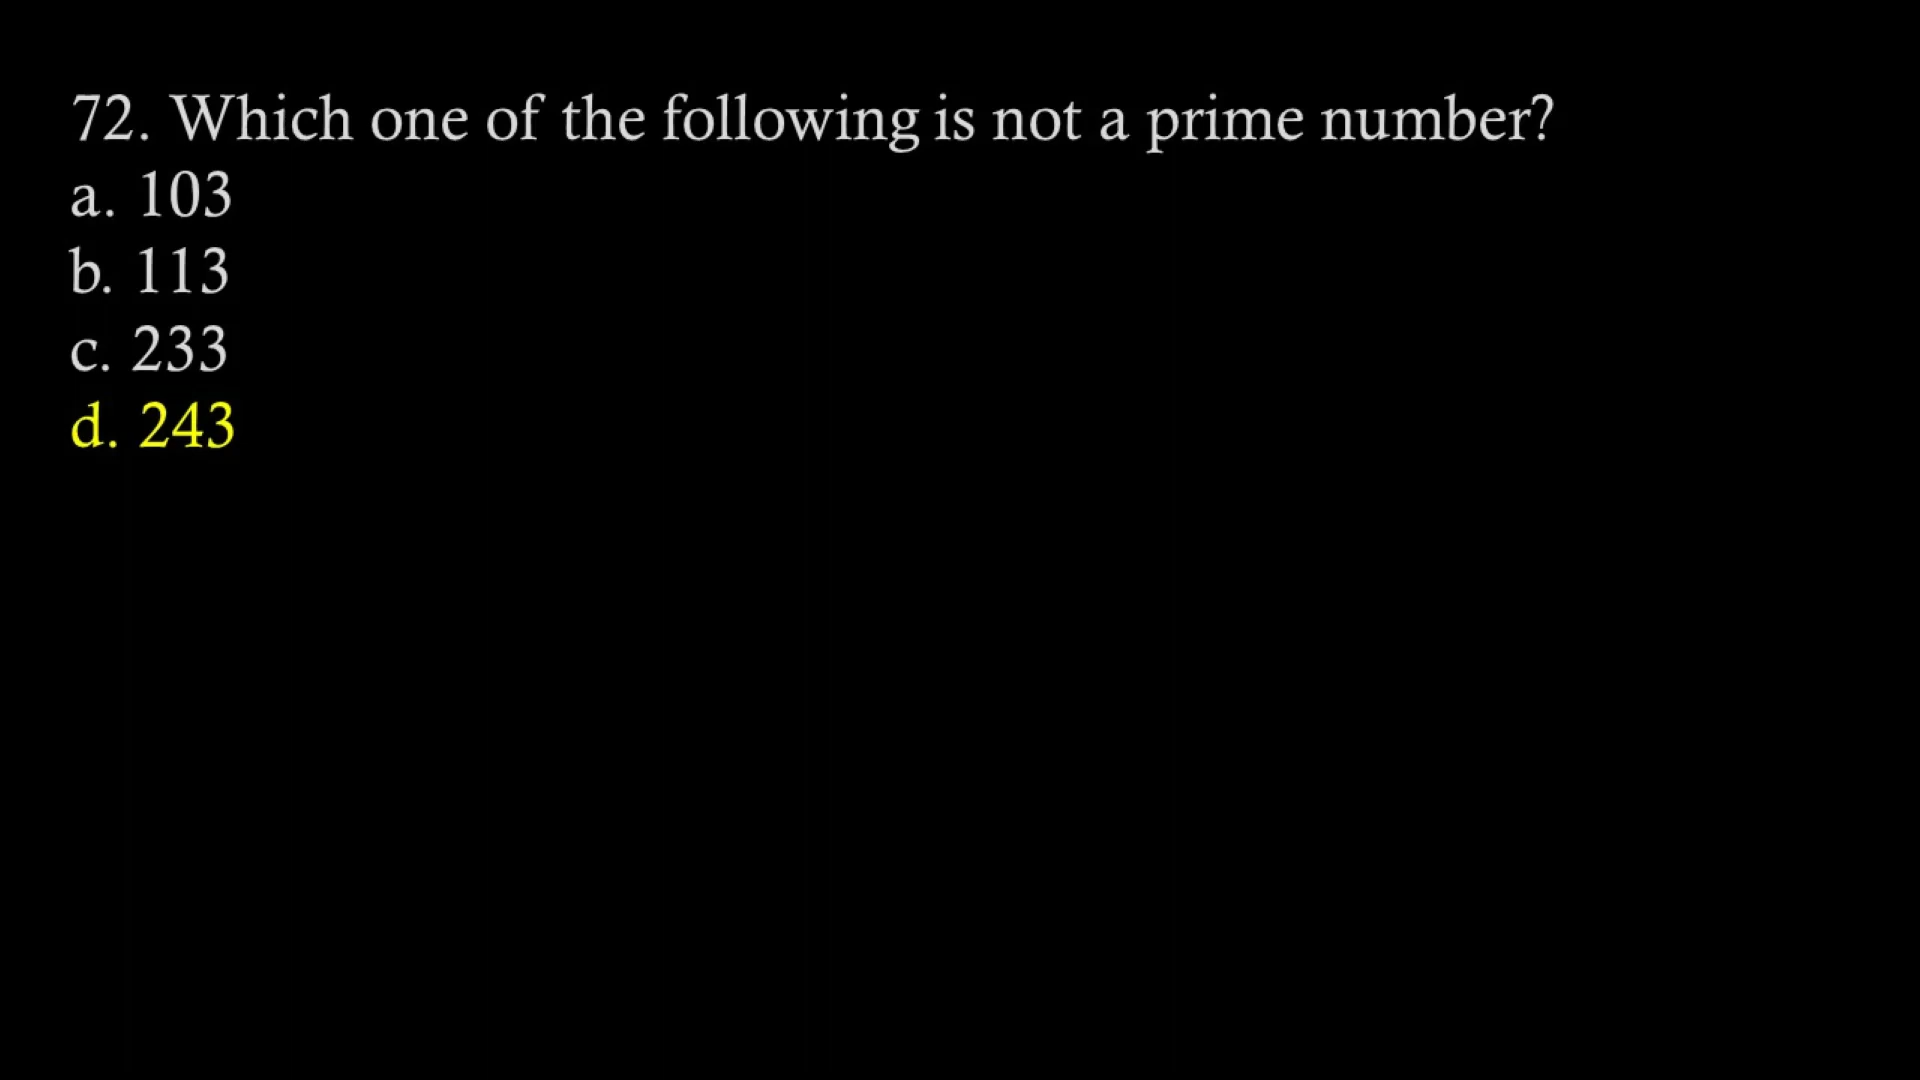 72. Which one of the following is not a prime number?
a. 103
b. 113
c. 233
d. 243